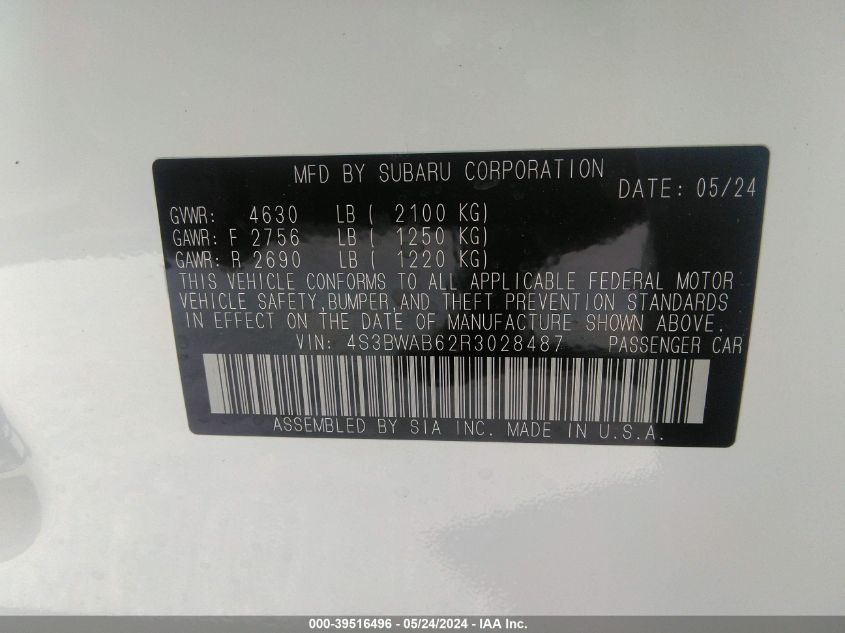 MFD BY SUBARU CORPORATION
DATE: 05/24
GVWR: 4630 LB ( 2100 KG)
GAWR: F 2756 LB ( 1250 KG)
GAWR: R 2690 LB ( 1220 KG)
THIS VEHICLE CONFORMS TO ALL APPLICABLE FEDERAL MOTOR
VEHICLE SAFETY,BUMPER,AND THEFT PREVENTION STANDARDS
IN EFFECT ON THE DATE OF MANUFACTURE SHOWN ABOVE.
VIN: 4S3BWAB62R3028487 PASSENGER CAR
ASSEMBLED BY SIA INC. MADE IN U.S.A.
000-39516496 - 05/24/2024 - IAA Inc.